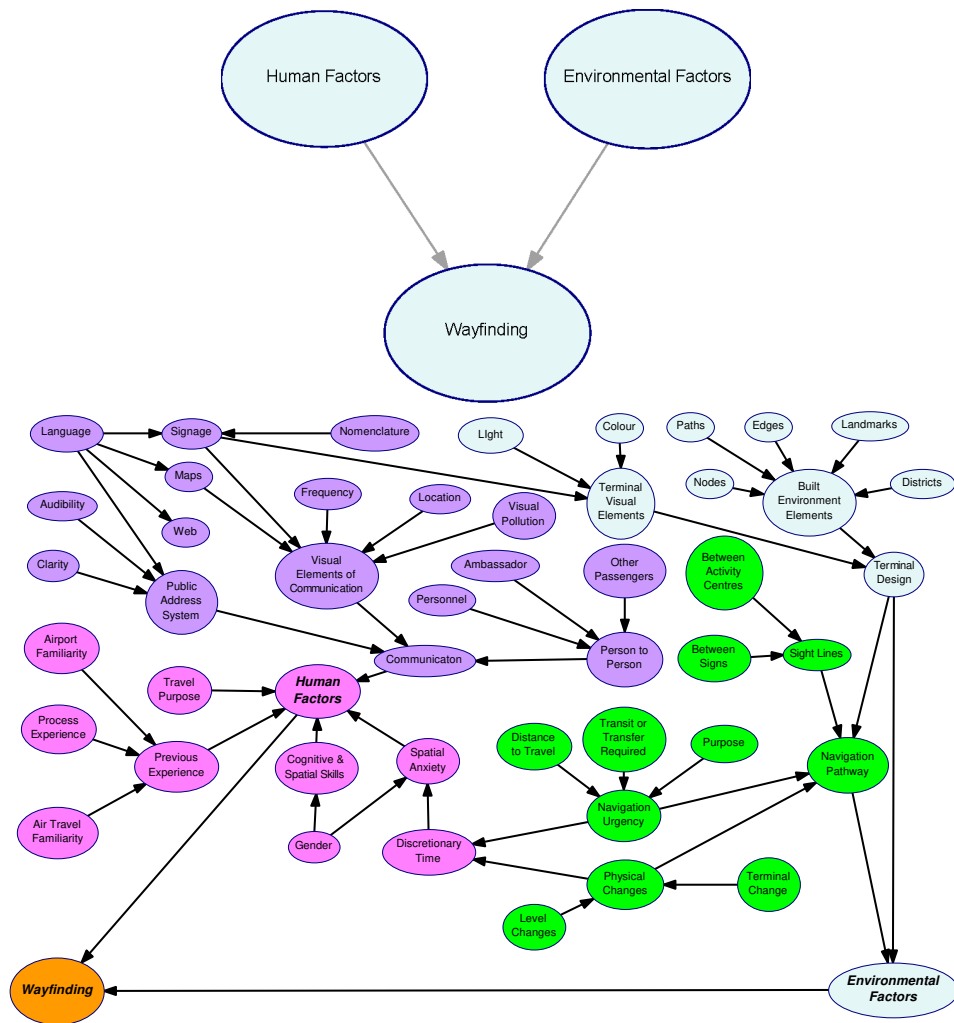 Human Factors
Environmental Factors
Wayfinding
Language
Signage
Nomenclature
LIght
Colour
Paths
Edges
Landmarks
Maps
Frequency
Location
Visual
Pollution
Terminal
Visual
Elements
Nodes
Built
Environment
Elements
Districts
Audibility
Web
Clarity
Public
Address
System
Visual
Elements of
Communication
Ambassador
Other
Passengers
Between
Activity
Centres
Terminal
Design
Personnel
Airport
Familiarity
Travel
Purpose
Human
Factors
Communicaton
Person to
Person
Between
Signs
Sight Lines
Process
Experience
Previous
Experience
Cognitive &
Spatial Skills
Spatial
Anxiety
Distance
to Travel
Transit or
Transfer
Required
Purpose
Navigation
Pathway
Air Travel
Familiarity
Gender
Discretionary
Time
Navigation
Urgency
Physical
Changes
Terminal
Change
Level
Changes
Wayfinding
Environmental
Factors